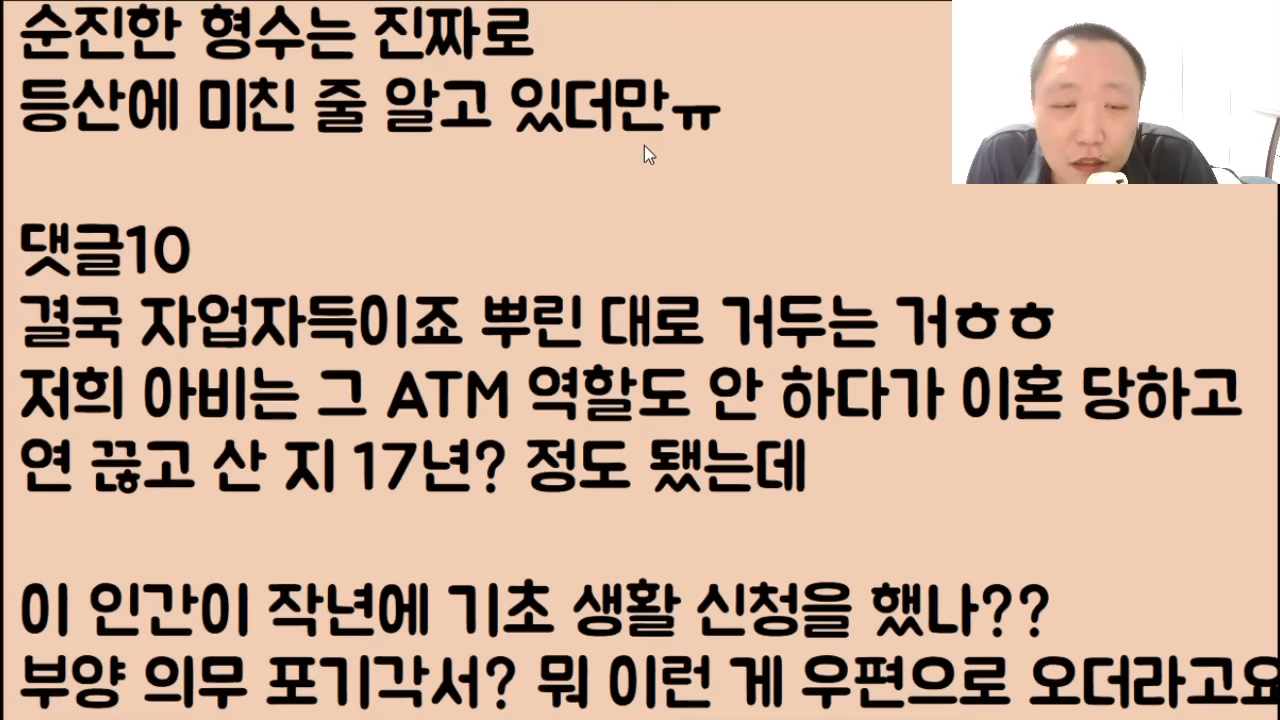 순진한 형수는 진짜로
등산에 미친 줄 알고 있더만ㅠ
댓글10
결국 자업자득이죠 뿌린 대로 거두는 거ㅎㅎ
저희 아비는 그 ATM 역할도 안 하다가 이혼 당하고
연 끊고 산 지 17년? 정도 됐는데
이 인간이 작년에 기초 생활 신청을 했나??
부양 의무 포기각서? 뭐 이런 게 우편으로 오더라고요